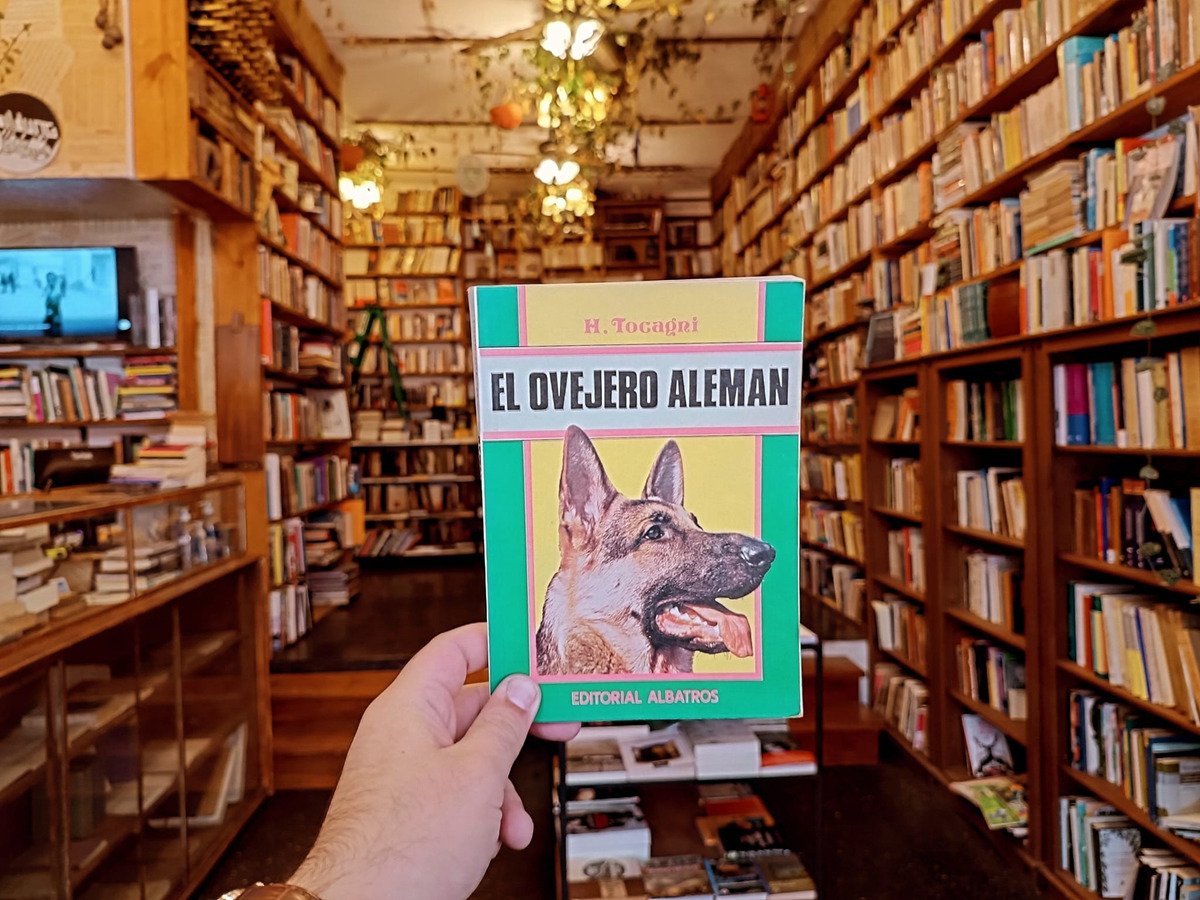 H. Tocagni
EL OVEJERO ALEMAN
EDITORIAL ALBATROS